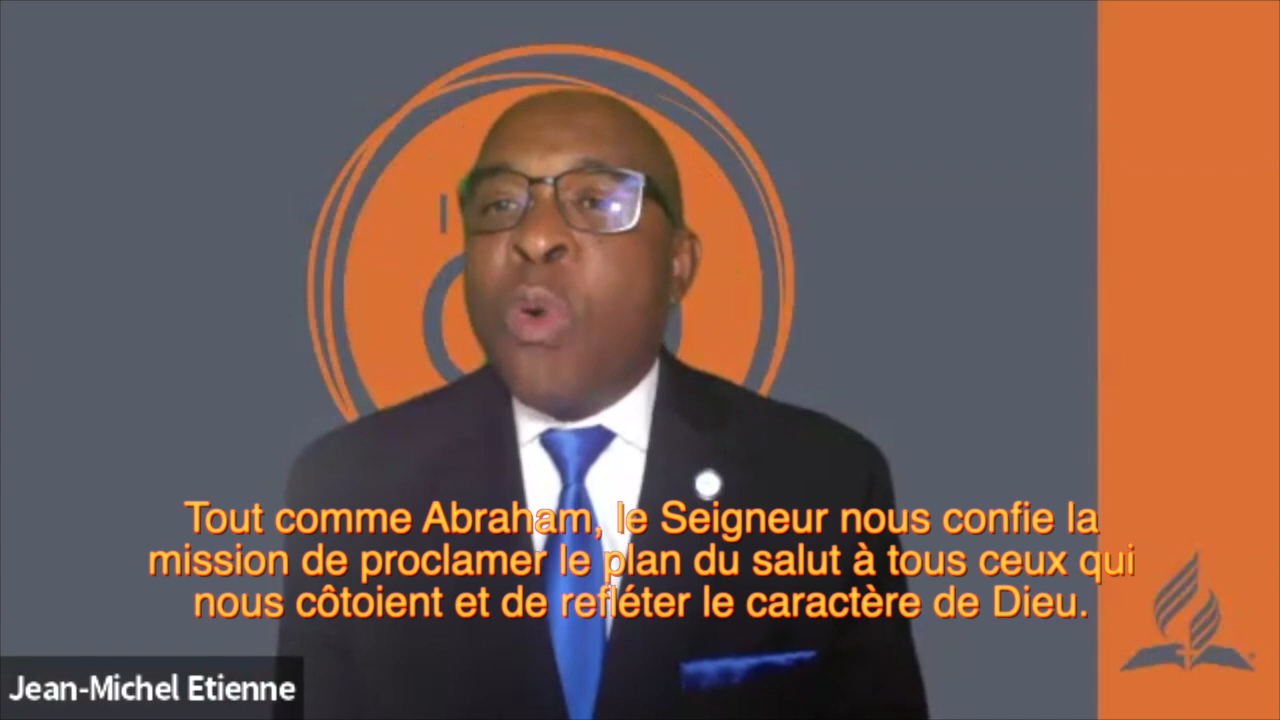 Tout comme Abraham, le Seigneur nous confie la
mission de proclamer le plan du salut à tous ceux qui
nous côtoient et de refléter le caractère de Dieu.
Jean-Michel Etienne